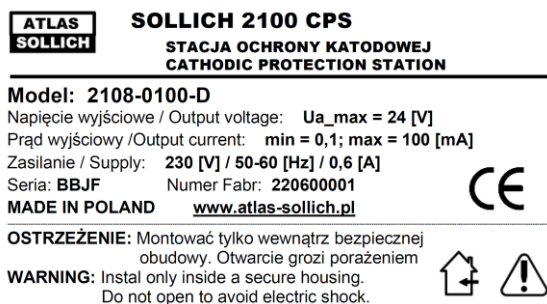 ATLAS
SOLLICH
SOLLICH 2100 CPS
STACJA OCHRONY KATODOWEJ
CATHODIC PROTECTION STATION
Model: 2108-0100-D
Napięcie wyjściowe / Output voltage: Ua_max = 24 [V]
Prąd wyjściowy /Output current: min = 0,1; max = 100 [mA]
Zasilanie / Supply: 230 [V] / 50-60 [Hz] / 0,6 [A]
Seria: BBJF Numer Fabr: 220600001
MADE IN POLAND www.atlas-sollich.pl
CE
OSTRZEŻENIE: Montować tylko wewnątrz bezpiecznej
obudowy. Otwarcie grozi porażeniem
WARNING: Instal only inside a secure housing.
Do not open to avoid electric shock.